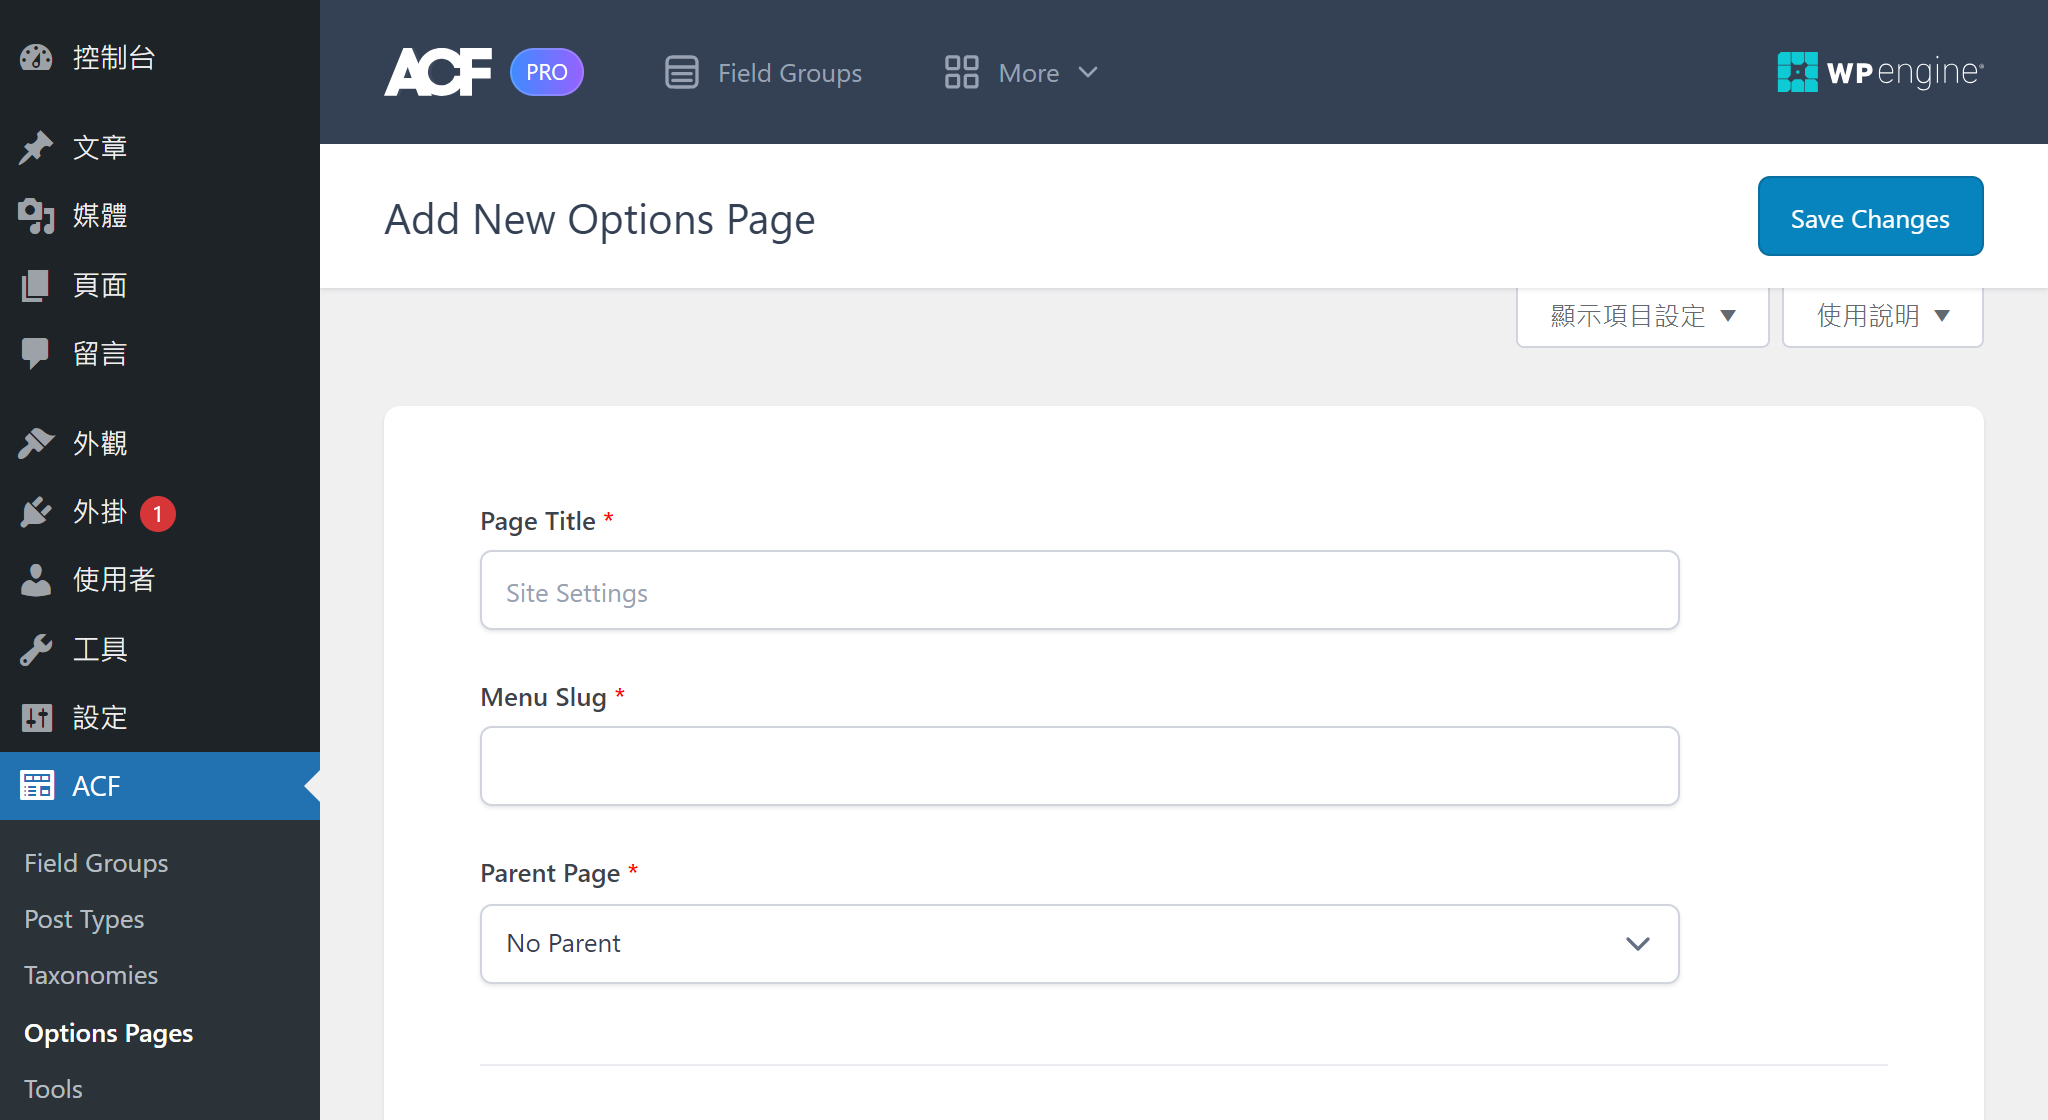 控制台
文章
媒體
頁面
留言
外觀
外掛 1
使用者
工具
設定
ACF
Field Groups
Post Types
Taxonomies
Options Pages
Tools
ACF PRO Field Groups More WP engine
Add New Options Page Save Changes
顯示項目設定 ▼ 使用說明 ▼
Page Title *
Site Settings
Menu Slug *
Parent Page *
No Parent